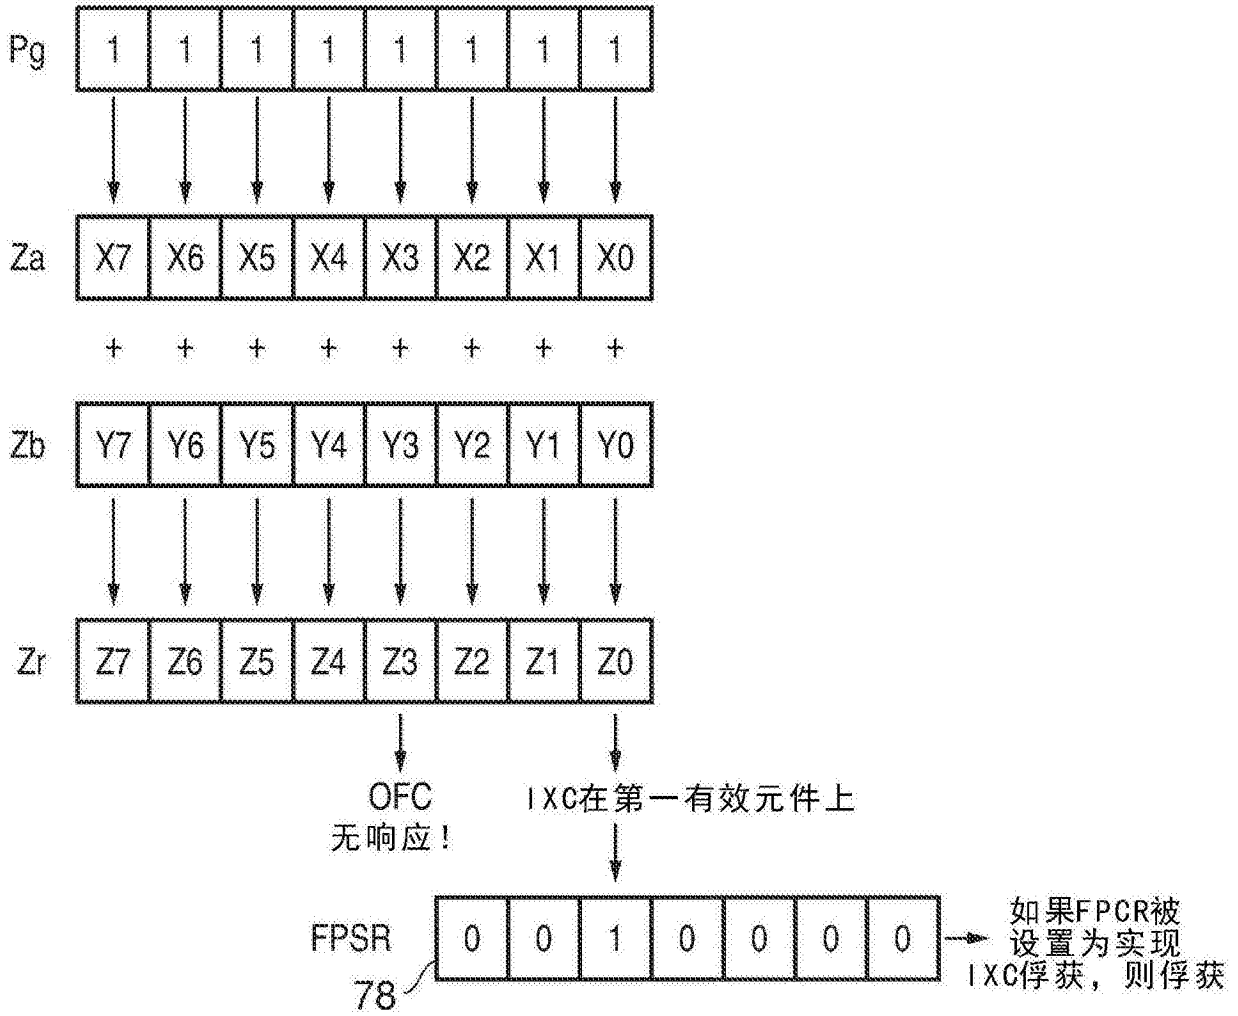 Pg 1 1 1 1 1 1 1 1
Za X7 X6 X5 X4 X3 X2 X1 X0
+ + + + + + + +
Zb Y7 Y6 Y5 Y4 Y3 Y2 Y1 Y0
Zr Z7 Z6 Z5 Z4 Z3 Z2 Z1 Z0
OFC
无响应!
IXC在第一有效元件上
FPSR 0 0 1 0 0 0 0
78
如果FPCR被
设置为实现
IXC俘获，则俘获